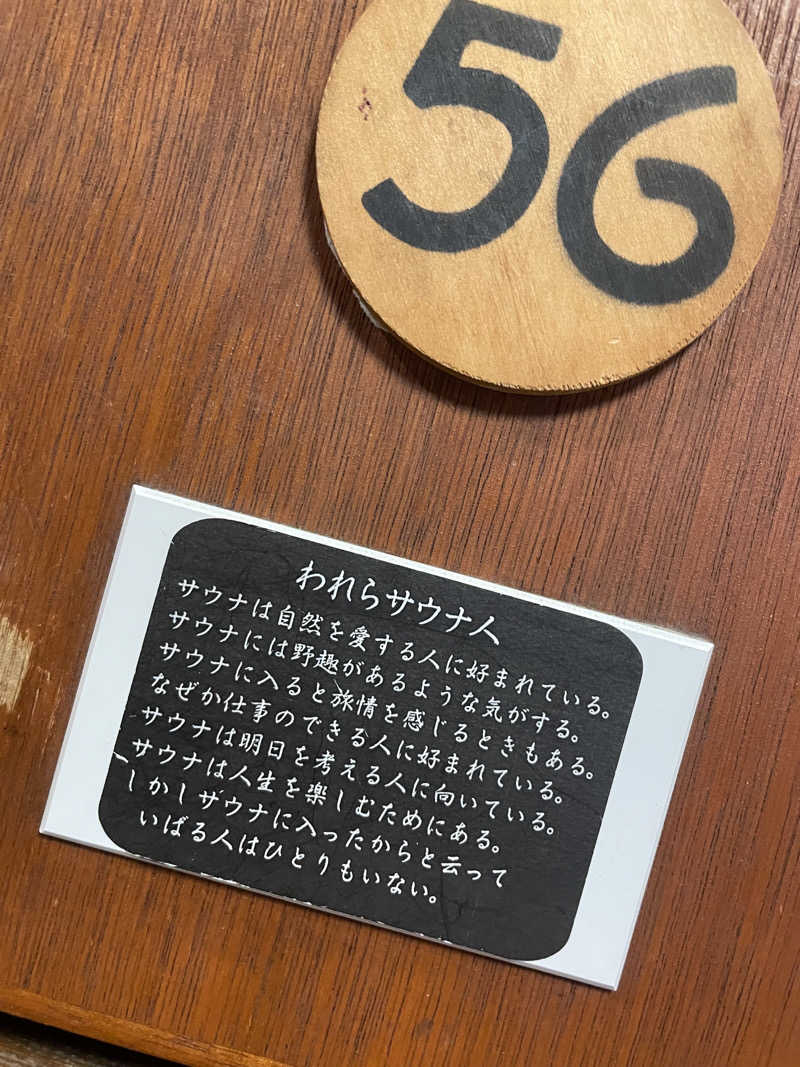 56
われらサウナ人
サウナは自然を愛する人に好まれている。
サウナには野趣があるような気がする。
サウナに入ると旅情を感じるときもある。
なぜか仕事のできる人に好まれている。
サウナは明日を考える人に向いている。
サウナは人生を楽しむためにある。
しかしサウナに入ったからと云って
いばる人はひとりもいない。